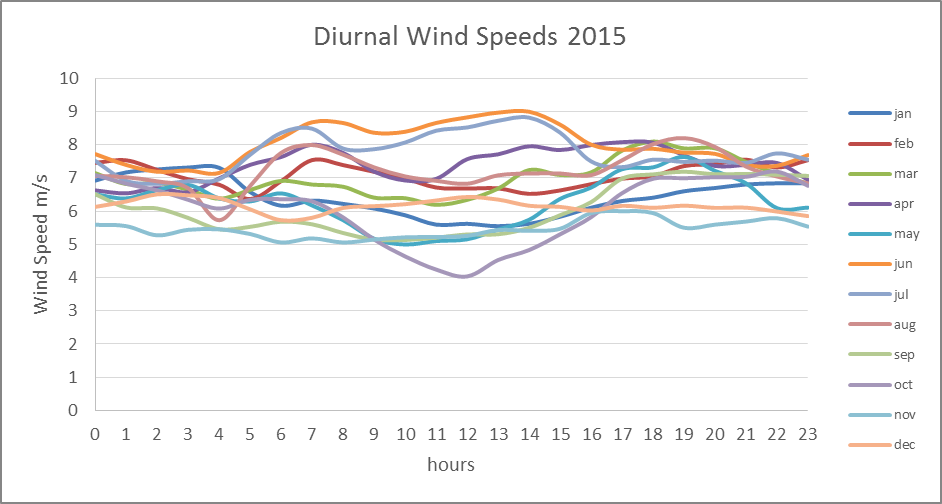 Diurnal Wind Speeds 2015
10
9
8
7
6
5
4
3
2
1
0
Wind Speed m/s
0 1 2 3 4 5 6 7 8 9 10 11 12 13 14 15 16 17 18 19 20 21 22 23
hours
jan
feb
mar
apr
may
jun
jul
aug
sep
oct
nov
dec